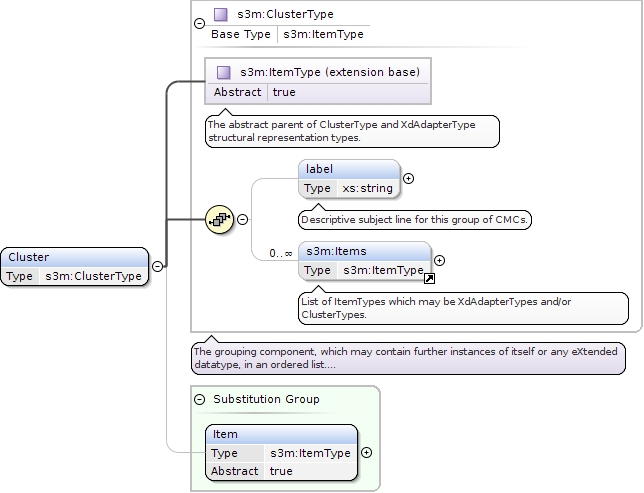 s3m:ClusterType
Base Type s3m:ItemType
s3m:ItemType (extension base)
Abstract true
The abstract parent of ClusterType and XdAdapterType
structural representation types.
label
Type xs:string
Descriptive subject line for this group of CMCs.
0..∞
s3m:Items
Type s3m:ItemType
List of ItemTypes which may be XdAdapterTypes and/or
ClusterTypes.
Cluster
Type s3m:ClusterType
The grouping component, which may contain further instances of itself or any eXtended
datatype, in an ordered list....
Substitution Group
Item
Type s3m:ItemType
Abstract true